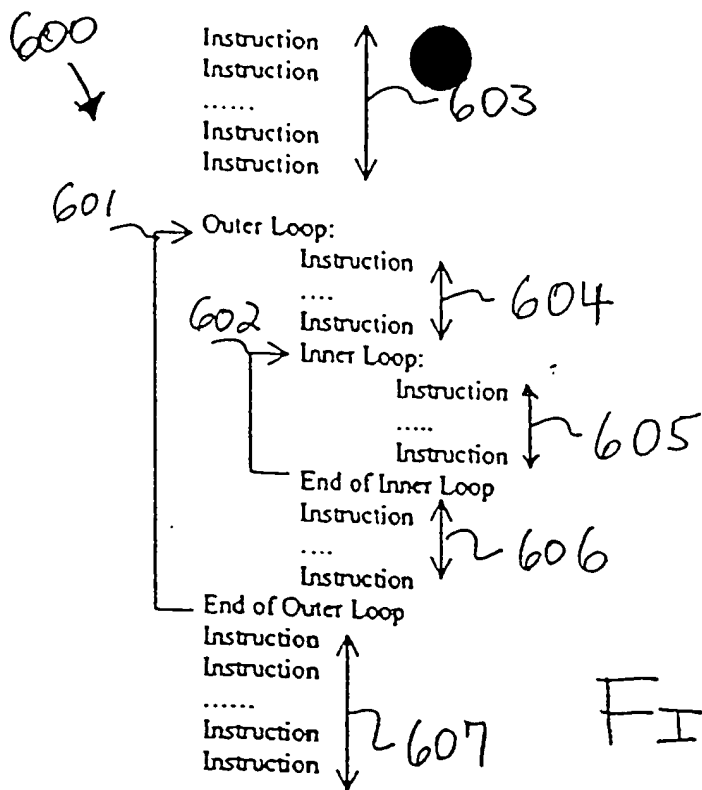 600
Instruction
Instruction
......
Instruction
Instruction
603
601
Outer Loop:
Instruction
....
Instruction
604
602
Inner Loop:
Instruction
.....
Instruction
605
End of Inner Loop
Instruction
....
Instruction
606
End of Outer Loop
Instruction
Instruction
......
Instruction
Instruction
607
FI